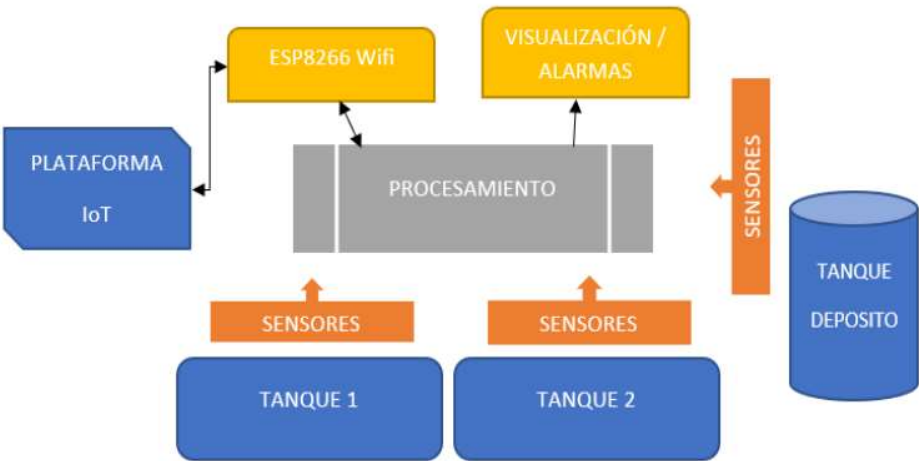 ESP8266 Wifi
VISUALIZACIÓN /
ALARMAS
PLATAFORMA
IoT
PROCESAMIENTO
SENSORES
TANQUE
DEPOSITO
SENSORES
SENSORES
TANQUE 1
TANQUE 2